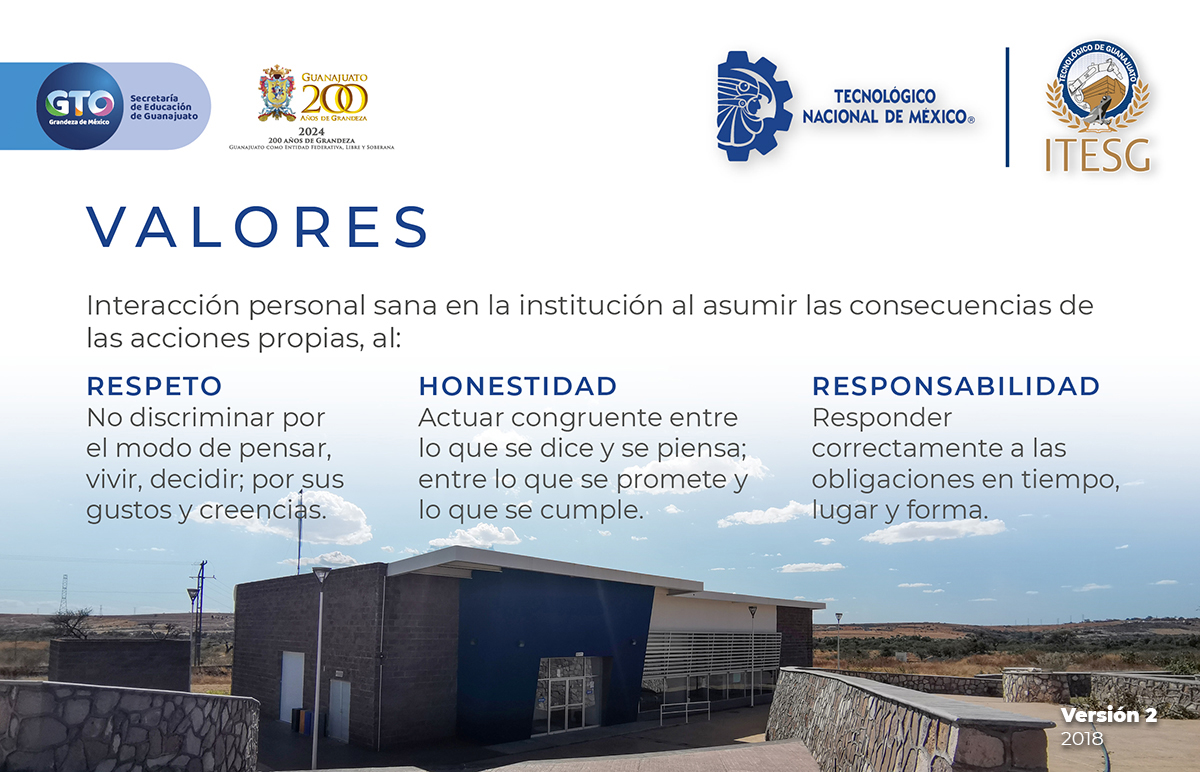 GTO
Grandeza de México
Secretaría
de Educación
de Guanajuato
GUANAJUATO
200
AÑOS DE GRANDEZA
2024
200 AÑOS DE GRANDEZA
GUANAJUATO COMO ENTIDAD FEDERATIVA, LIBRE Y SOBERANA
TECNOLÓGICO
NACIONAL DE MÉXICO®
TECNOLÓGICO DE GUANAJUATO
ITESG
VALORES
Interacción personal sana en la institución al asumir las consecuencias de
las acciones propias, al:
RESPETO
No discriminar por
el modo de pensar,
vivir, decidir; por sus
gustos y creencias.
HONESTIDAD
Actuar congruente entre
lo que se dice y se piensa;
entre lo que se promete y
lo que se cumple.
RESPONSABILIDAD
Responder
correctamente a las
obligaciones en tiempo,
lugar y forma.
Versión 2
2018